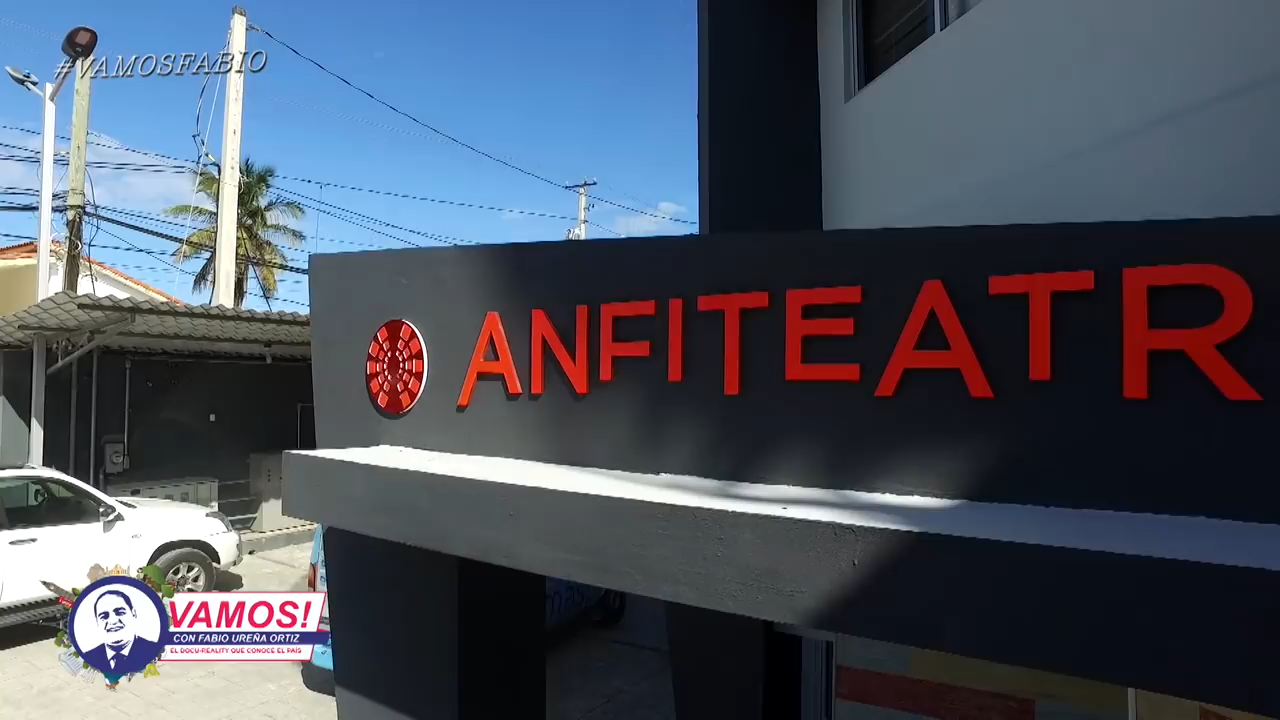 #VAMOSFABIO
ANFITEATR
VAMOS!
CON FABIO UREÑA ORTIZ
EL DOCU-REALITY QUE CONOCE EL PAÍS